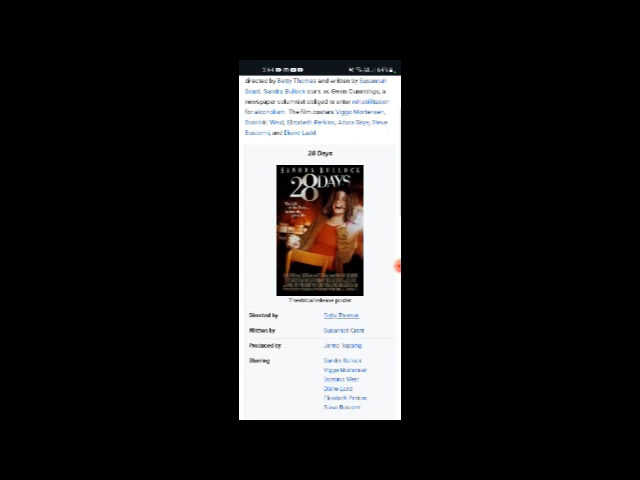 directed by Betty Thomas and written by Susannah
Grant. Sandra Bullock stars as Gwen Cummings, a
newspaper columnist obliged to enter rehabilitation
for alcoholism. The film costars Viggo Mortensen,
Dominic West, Elizabeth Perkins, Azura Skye, Steve
Buscemi, and Diane Ladd.
28 Days
SANDRA BULLOCK
28 DAYS
Theatrical release poster
Directed by Betty Thomas
Written by Susannah Grant
Produced by Jenno Topping
Starring Sandra Bullock
Viggo Mortensen
Dominic West
Diane Ladd
Elizabeth Perkins
Steve Buscemi